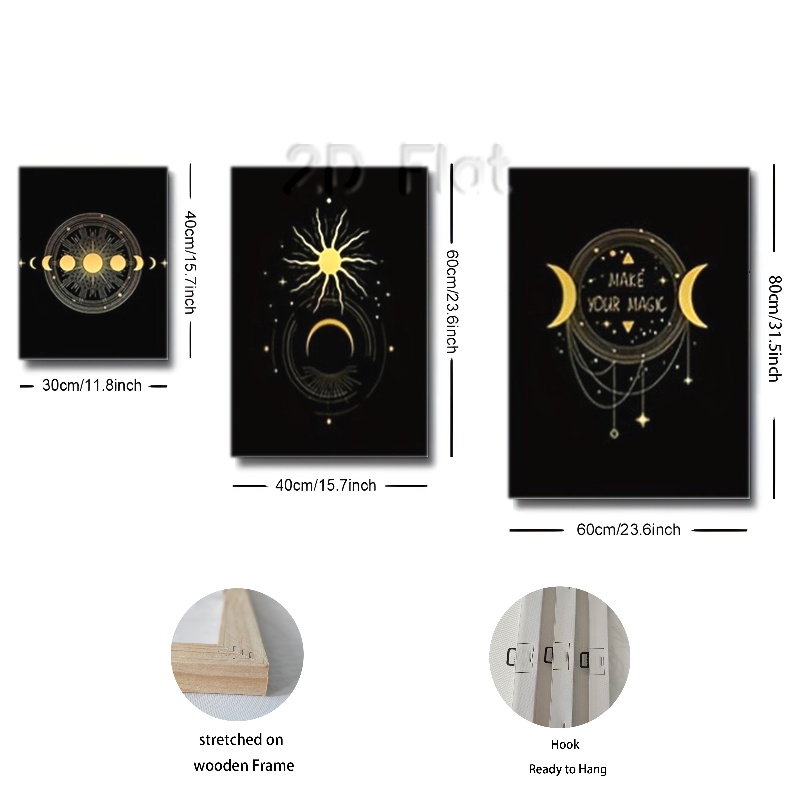 2D Flat
40cm/15.7inch
30cm/11.8inch
60cm/23.6inch
40cm/15.7inch
MAKE
YOUR MAGIC
80cm/31.5inch
60cm/23.6inch
stretched on
wooden Frame
Hook
Ready to Hang